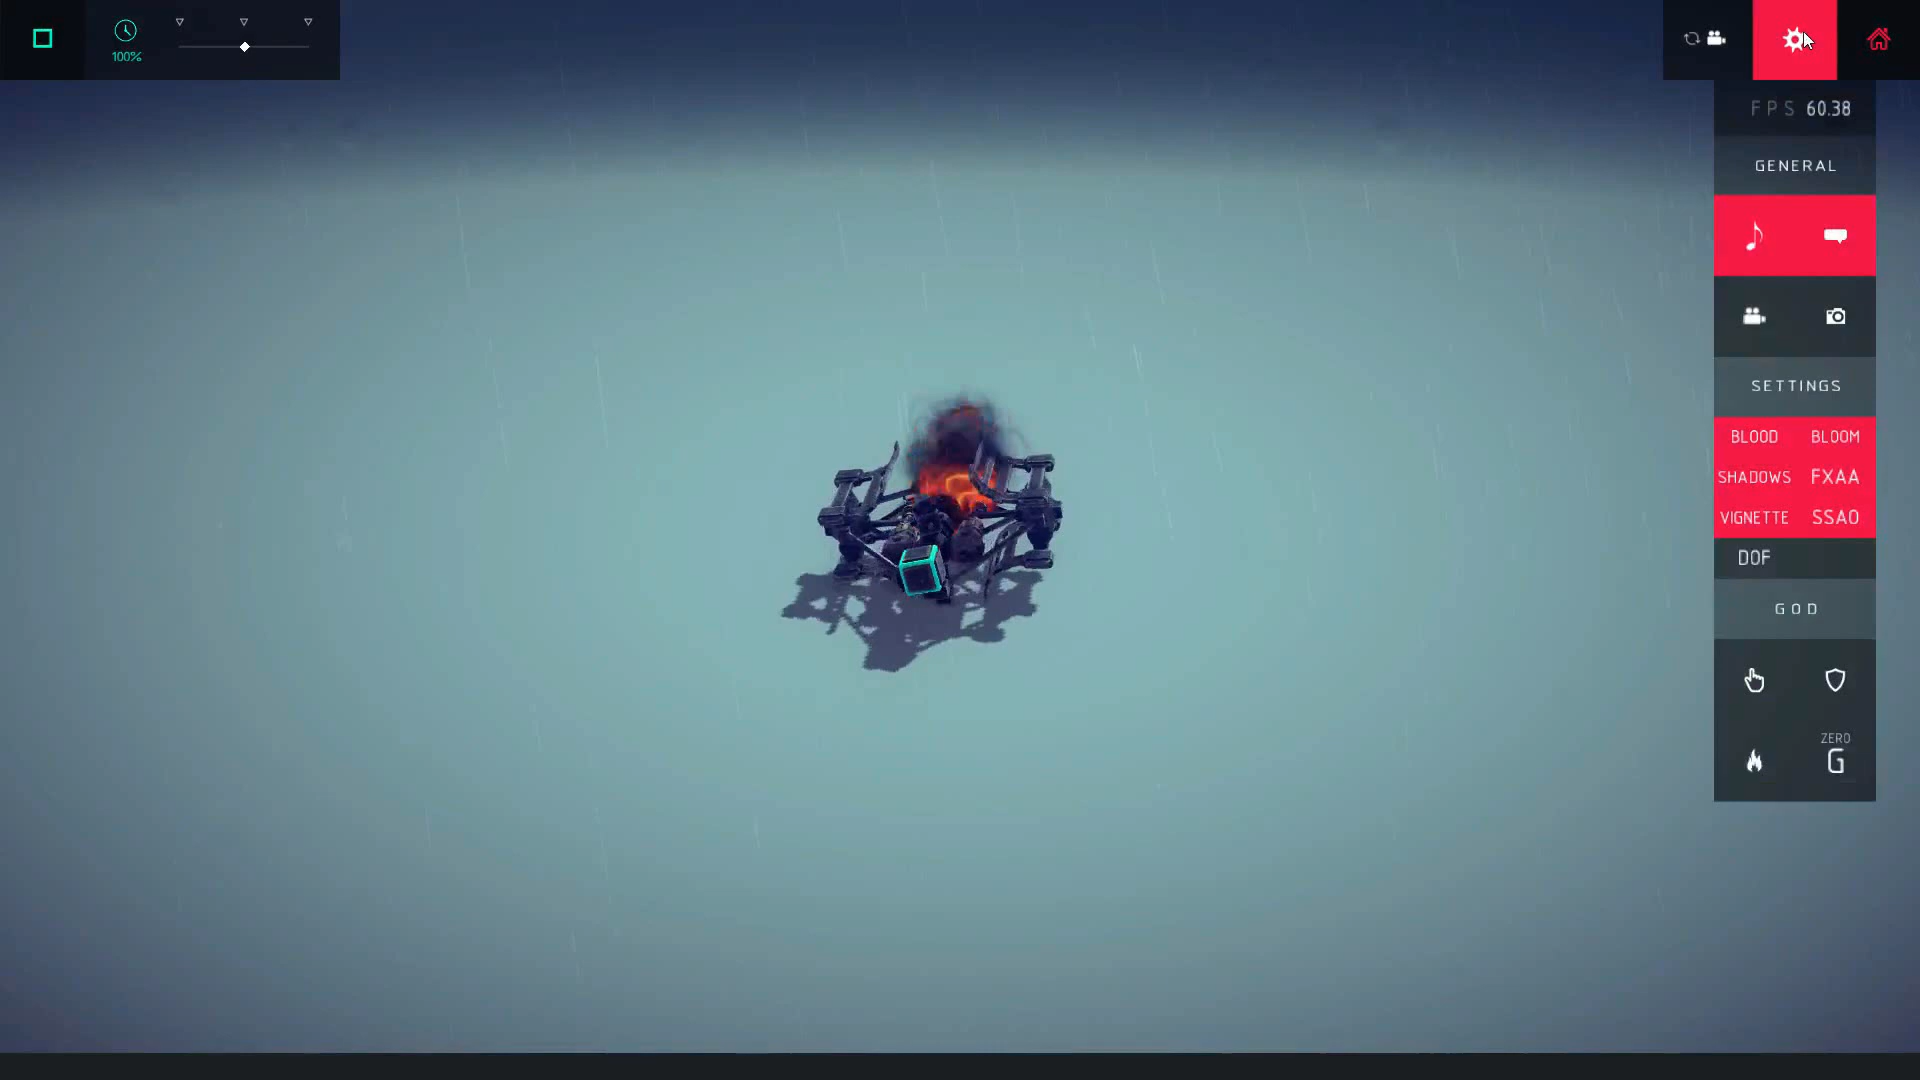 100%
FPS 60.38
GENERAL
SETTINGS
BLOOD BLOOM
SHADOWS FXAA
VIGNETTE SSAO
DOF
GOD
ZERO
G